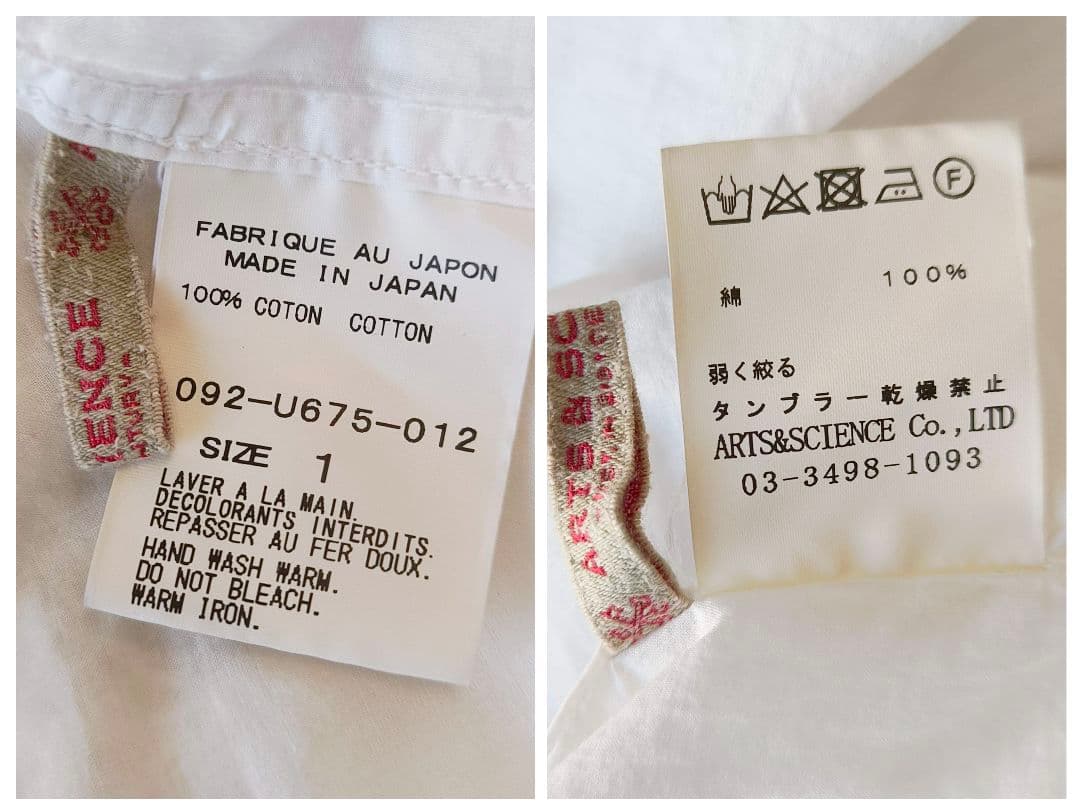 FABRIQUE AU JAPON
MADE IN JAPAN
100% COTON COTTON
092-U675-012
SIZE 1
LAVER A LA MAIN.
DECOLORANTS INTERDITS.
REPASSER AU FER DOUX.
HAND WASH WARM.
DO NOT BLEACH.
WARM IRON.
F
綿 100%
弱く絞る
タンブラー乾燥禁止
ARTS&SCIENCE Co.,LTD
03-3498-1093
ARTS & SC